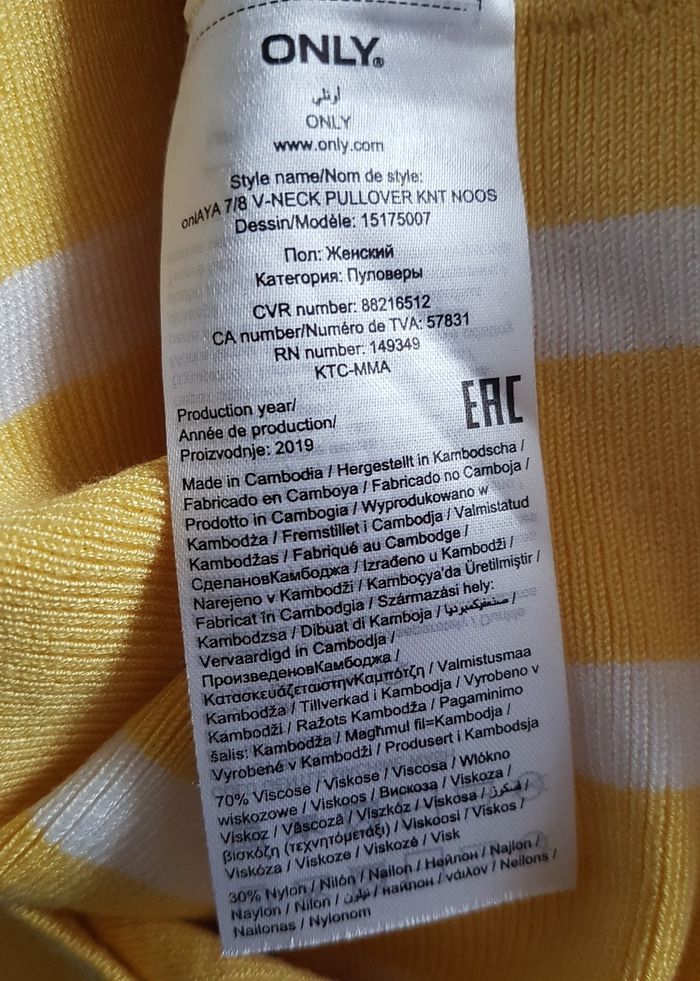 ONLY®
أونلي
ONLY
www.only.com
Style name/Nom de style:
onlAYA 7/8 V-NECK PULLOVER KNT NOOS
Dessin/Modèle: 15175007
Пол: Женский
Категория: Пуловеры
CVR number: 88216512
CA number/Numéro de TVA: 57831
RN number: 149349
KTC-MMA
EAC
Production year/
Année de production/
Proizvodnje: 2019
Made in Cambodia / Hergestellt in Kambodscha /
Fabricado en Camboya / Fabricado no Camboja /
Prodotto in Cambogia / Wyprodukowano w
Kambodża / Fremstillet i Cambodja / Valmistatud
Kambodžas / Fabriqué au Cambodge /
СделановКамбоджа / Izrađeno u Kambodži /
Narejeno v Kambodži / Kamboçya'da Üretilmiştir /
Fabricat în Cambodgia / Származási hely:
Kambodzsa / Dibuat di Kamboja / /
Vervaardigd in Cambodja /
ПроизведеновКамбоджа /
ΚατασκευάζεταιστηνΚαμπότζη / Valmistusmaa
Kambodža / Tillverkad i Kambodja / Vyrobeno v
Kambodži / Ražots Kambodža / Pagaminimo
šalis: Kambodža / Maghmul fil=Kambodja /
Vyrobené v Kambodži / Produsert i Kambodsja
70% Viscose / Viskose / Viscosa / Włókno
wiskozowe / Viskoos / Вискоза / Viskoza /
Viskoz / Vâscoză / Viszkóz / Viskosa / فسكوز /
βισκόζη (τεχνητόμετάξι) / Viskoosi / Viskos /
Viskóza / Viskoze / Viskozė / Visk
30% Nylon / Nilón / Nailon / Нейлон / Najlon /
Naylon / Nilon / نيلون / найлон / νάιλον / Neilons /
Nailonas / Nylonom